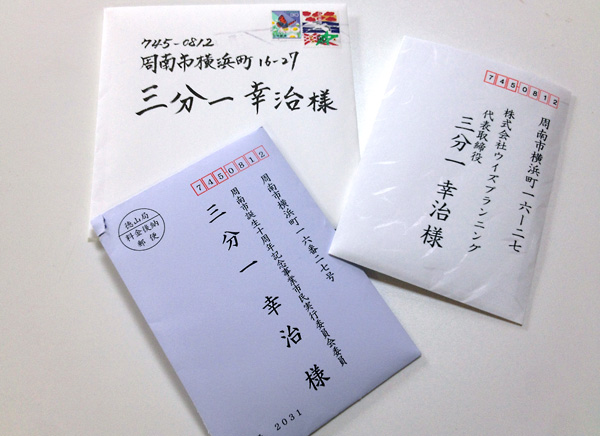 745-0812
周南市横浜町 16-27
三分一 幸治様
7450812
周南市横浜町一六ー二七
株式会社ウイズプランニング
代表取締役
三分一 幸治様
7450812
周南市横浜町一六番二七号
周南市誕生十周年記念事業市民実行委員会委員
三分一 幸治様
徳山局
料金後納
郵便
2031